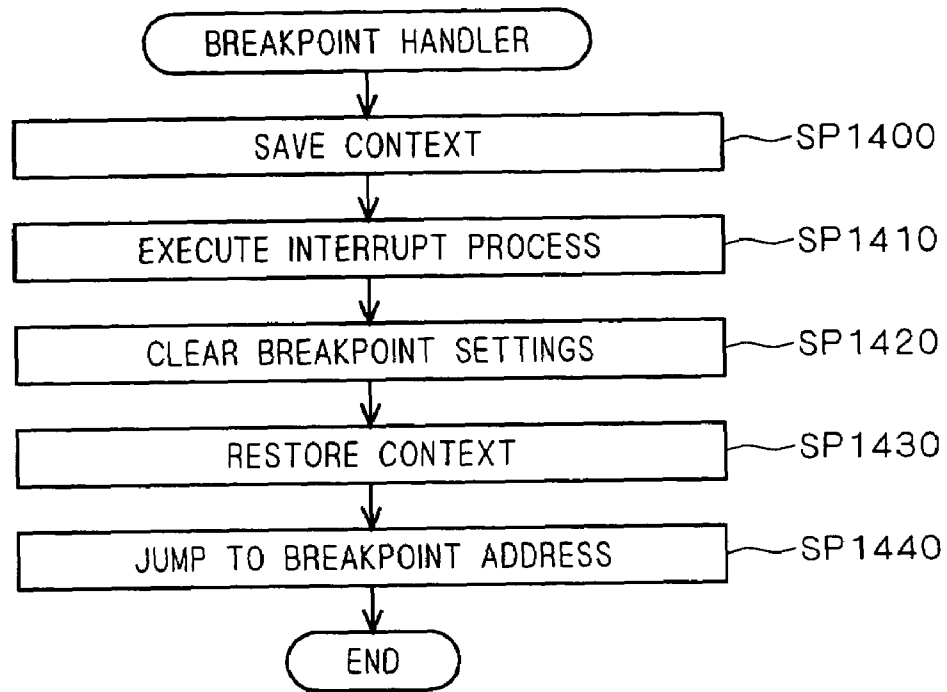 BREAKPOINT HANDLER
SAVE CONTEXT
SP1400
EXECUTE INTERRUPT PROCESS
SP1410
CLEAR BREAKPOINT SETTINGS
SP1420
RESTORE CONTEXT
SP1430
JUMP TO BREAKPOINT ADDRESS
SP1440
END